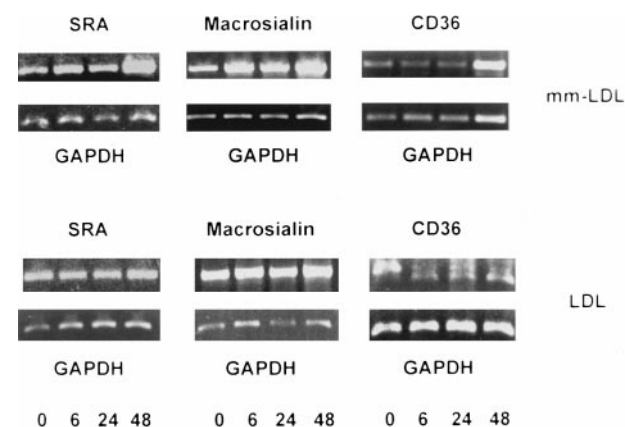 SRA Macrosialin CD36
mm-LDL
GAPDH GAPDH GAPDH
SRA Macrosialin CD36
LDL
GAPDH GAPDH GAPDH
0 6 24 48 0 6 24 48 0 6 24 48